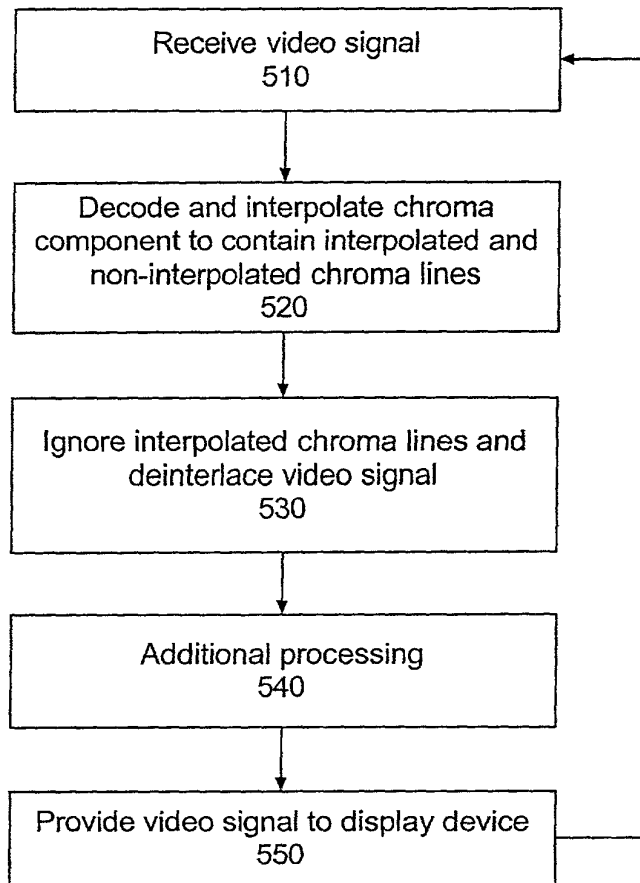 Receive video signal
510
Decode and interpolate chroma
component to contain interpolated and
non-interpolated chroma lines
520
Ignore interpolated chroma lines and
deinterlace video signal
530
Additional processing
540
Provide video signal to display device
550